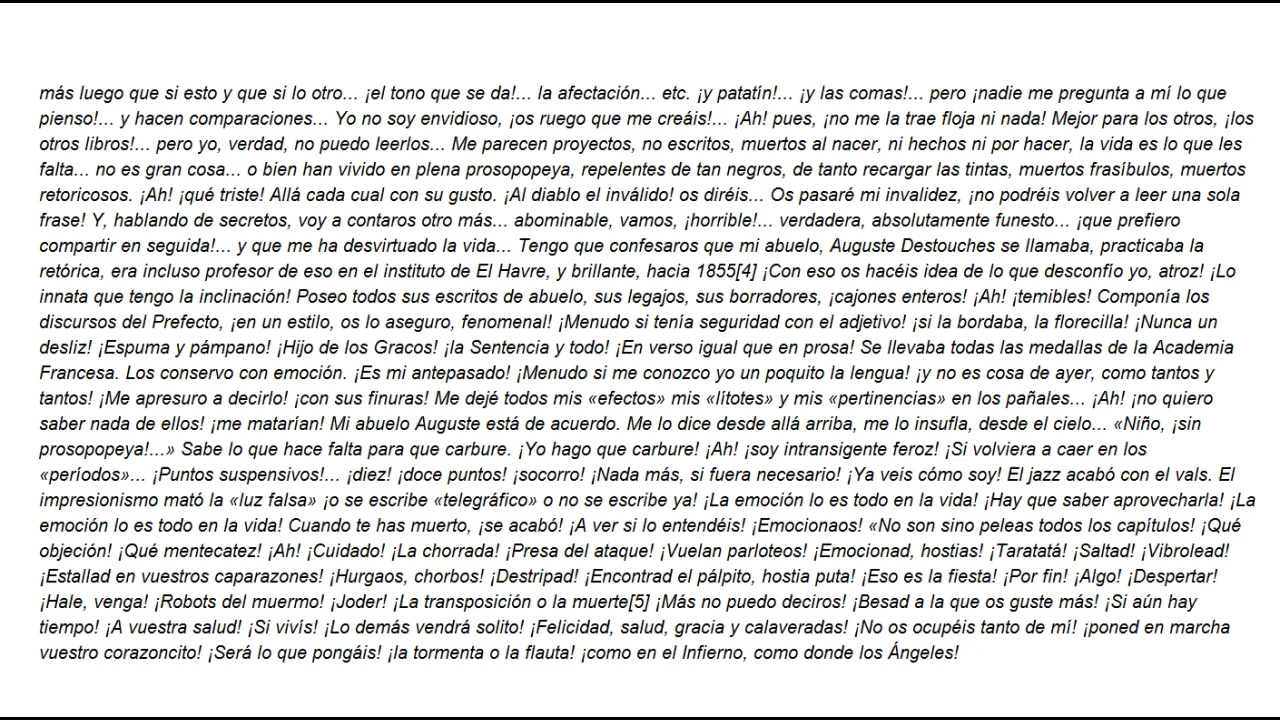 más luego que si esto y que si lo otro... ¡el tono que se da!... la afectación... etc. ¡y patatín!... ¡y las comas!... pero ¡nadie me pregunta a mí lo que
pienso!... y hacen comparaciones... Yo no soy envidioso, ¡os ruego que me creáis!... ¡Ah! pues, ¡no me la trae floja ni nada! Mejor para los otros, ¡los
otros libros!... pero yo, verdad, no puedo leerlos... Me parecen proyectos, no escritos, muertos al nacer, ni hechos ni por hacer, la vida es lo que les
falta... no es gran cosa... o bien han vivido en plena prosopopeya, repelentes de tan negros, de tanto recargar las tintas, muertos frasíbulos, muertos
retoricosos. ¡Ah! ¡qué triste! Allá cada cual con su gusto. ¡Al diablo el inválido! os diréis... Os pasaré mi invalidez, ¡no podréis volver a leer una sola
frase! Y, hablando de secretos, voy a contaros otro más... abominable, vamos, ¡horrible!... verdadera, absolutamente funesto... ¡que prefiero
compartir en seguida!... y que me ha desvirtuado la vida... Tengo que confesaros que mi abuelo, Auguste Destouches se llamaba, practicaba la
retórica, era incluso profesor de eso en el instituto de El Havre, y brillante, hacia 1855[4] ¡Con eso os hacéis idea de lo que desconfío yo, atroz! ¡Lo
innata que tengo la inclinación! Poseo todos sus escritos de abuelo, sus legajos, sus borradores, ¡cajones enteros! ¡Ah! ¡temibles! Componía los
discursos del Prefecto, ¡en un estilo, os lo aseguro, fenomenal! ¡Menudo si tenía seguridad con el adjetivo! ¡si la bordaba, la florecilla! ¡Nunca un
desliz! ¡Espuma y pámpano! ¡Hijo de los Gracos! ¡la Sentencia y todo! ¡En verso igual que en prosa! Se llevaba todas las medallas de la Academia
Francesa. Los conservo con emoción. ¡Es mi antepasado! ¡Menudo si me conozco yo un poquito la lengua! ¡y no es cosa de ayer, como tantos y
tantos! ¡Me apresuro a decirlo! ¡con sus finuras! Me dejé todos mis «efectos» mis «lítotes» y mis «pertinencias» en los pañales... ¡Ah! ¡no quiero
saber nada de ellos! ¡me matarían! Mi abuelo Auguste está de acuerdo. Me lo dice desde allá arriba, me lo insufla, desde el cielo... «Niño, ¡sin
prosopopeya!...» Sabe lo que hace falta para que carbure. ¡Yo hago que carbure! ¡Ah! ¡soy intransigente feroz! ¡Si volviera a caer en los
«períodos»... ¡Puntos suspensivos!... ¡diez! ¡doce puntos! ¡socorro! ¡Nada más, si fuera necesario! ¡Ya veis cómo soy! El jazz acabó con el vals. El
impresionismo mató la «luz falsa» ¡o se escribe «telegráfico» o no se escribe ya! ¡La emoción lo es todo en la vida! ¡Hay que saber aprovecharla! ¡La
emoción lo es todo en la vida! Cuando te has muerto, ¡se acabó! ¡A ver si lo entendéis! ¡Emocionaos! «No son sino peleas todos los capítulos! ¡Qué
objeción! ¡Qué mentecatez! ¡Ah! ¡Cuidado! ¡La chorrada! ¡Presa del ataque! ¡Vuelan parloteos! ¡Emocionad, hostias! ¡Taratatá! ¡Saltad! ¡Vibrolead!
¡Estallad en vuestros caparazones! ¡Hurgaos, chorbos! ¡Destripad! ¡Encontrad el pálpito, hostia puta! ¡Eso es la fiesta! ¡Por fin! ¡Algo! ¡Despertar!
¡Hale, venga! ¡Robots del muermo! ¡Joder! ¡La transposición o la muerte[5] ¡Más no puedo deciros! ¡Besad a la que os guste más! ¡Si aún hay
tiempo! ¡A vuestra salud! ¡Si vivís! ¡Lo demás vendrá solito! ¡Felicidad, salud, gracia y calaveradas! ¡No os ocupéis tanto de mí! ¡poned en marcha
vuestro corazoncito! ¡Será lo que pongáis! ¡la tormenta o la flauta! ¡como en el Infierno, como donde los Ángeles!